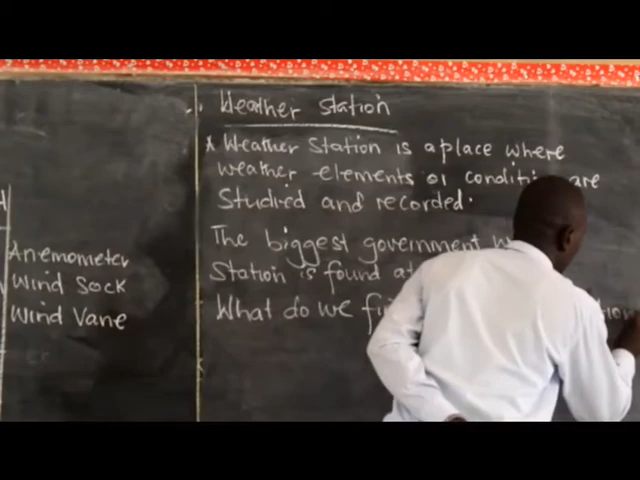 Weather Station
* Weather Station is a place where
weather elements or conditi are
Studied and recorded.
The biggest government W
Station is found at
What do we fi tion
Anemometer
Wind Sock
Wind Vane